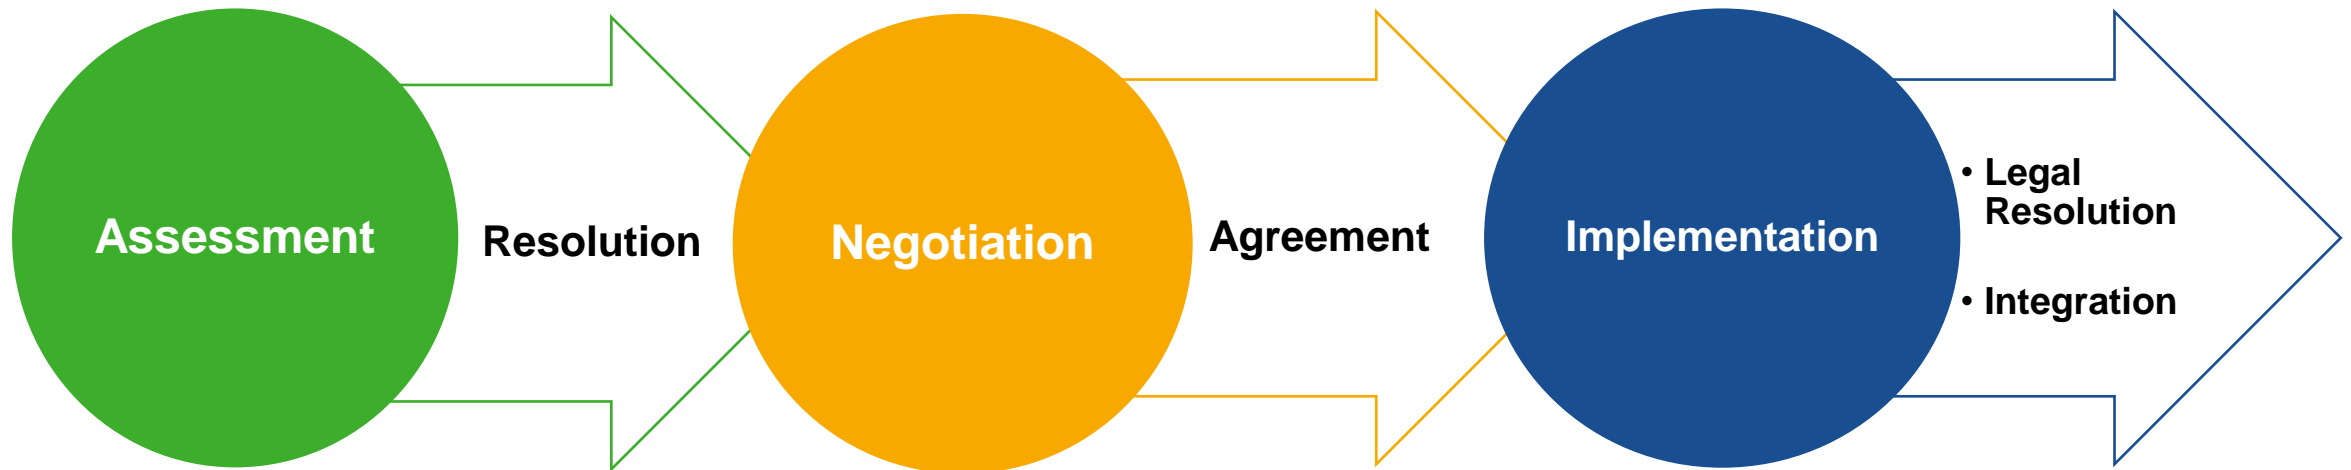 Assessment
Resolution
Negotiation
Agreement
Implementation
• Legal
Resolution
• Integration